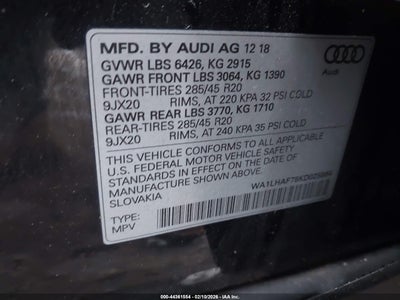 MFD. BY AUDI AG 12 18
GVWR LBS 6426, KG 2915
GAWR FRONT LBS 3064, KG 1390
FRONT-TIRES 285/45 R20
9JX20 RIMS, AT 220 KPA 32 PSI COLD
GAWR REAR LBS 3770, KG 1710
REAR-TIRES 285/45 R20
9JX20 RIMS, AT 240 KPA 35 PSI COLD
THIS VEHICLE CONFORMS TO ALL APPLICABLE
U.S. FEDERAL MOTOR VEHICLE SAFETY
STANDARDS IN EFFECT ON THE DATE OF
MANUFACTURE SHOWN ABOVE.
SLOVAKIA
TYPE:
MPV
Audi
000-44361554 - 02/10/2026 - IAA, Inc.